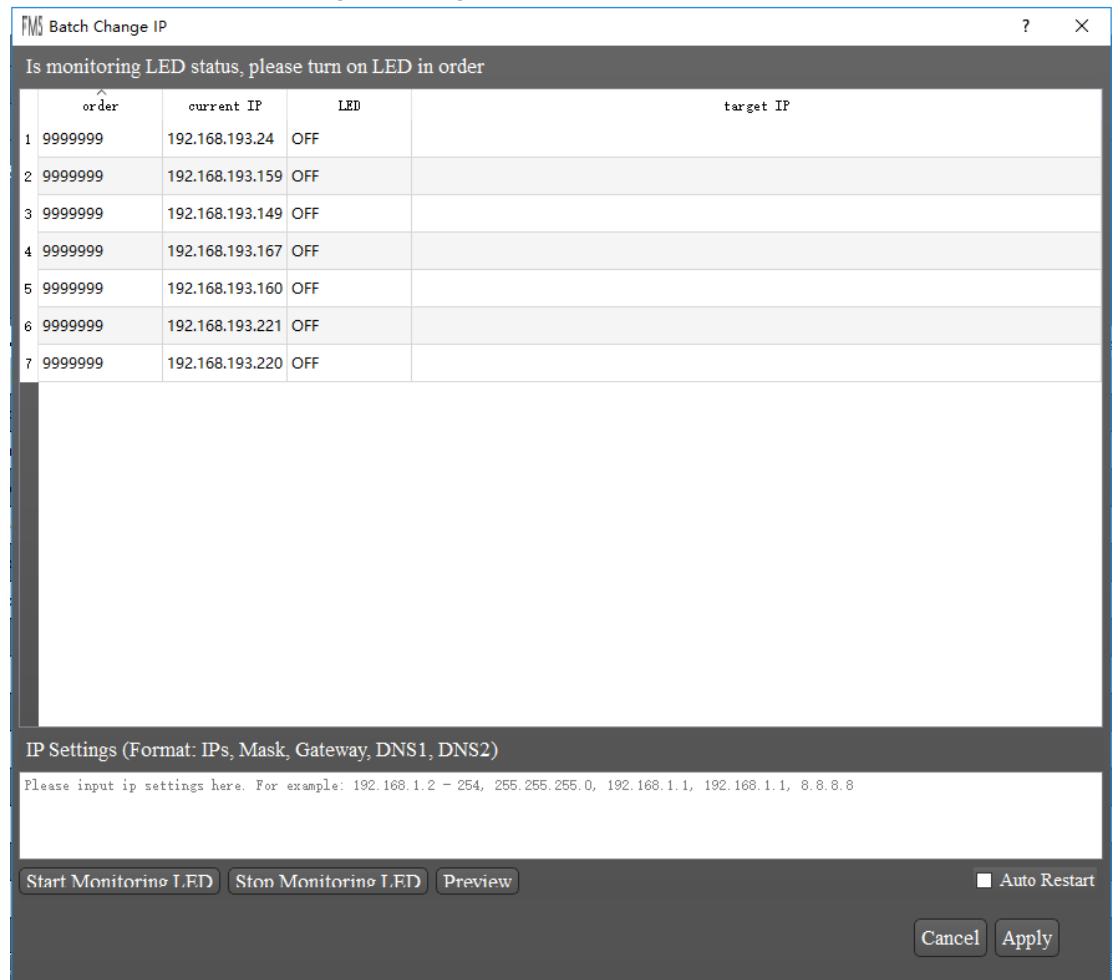 FMS Batch Change IP ? ×
Is monitoring LED status, please turn on LED in order
order current IP LED target IP
1 9999999 192.168.193.24 OFF
2 9999999 192.168.193.159 OFF
3 9999999 192.168.193.149 OFF
4 9999999 192.168.193.167 OFF
5 9999999 192.168.193.160 OFF
6 9999999 192.168.193.221 OFF
7 9999999 192.168.193.220 OFF
IP Settings (Format: IPs, Mask, Gateway, DNS1, DNS2)
Please input ip settings here. For example: 192.168.1.2 - 254, 255.255.255.0, 192.168.1.1, 192.168.1.1, 8.8.8.8
Start Monitoring LED Stop Monitoring LED Preview Auto Restart
Cancel Apply